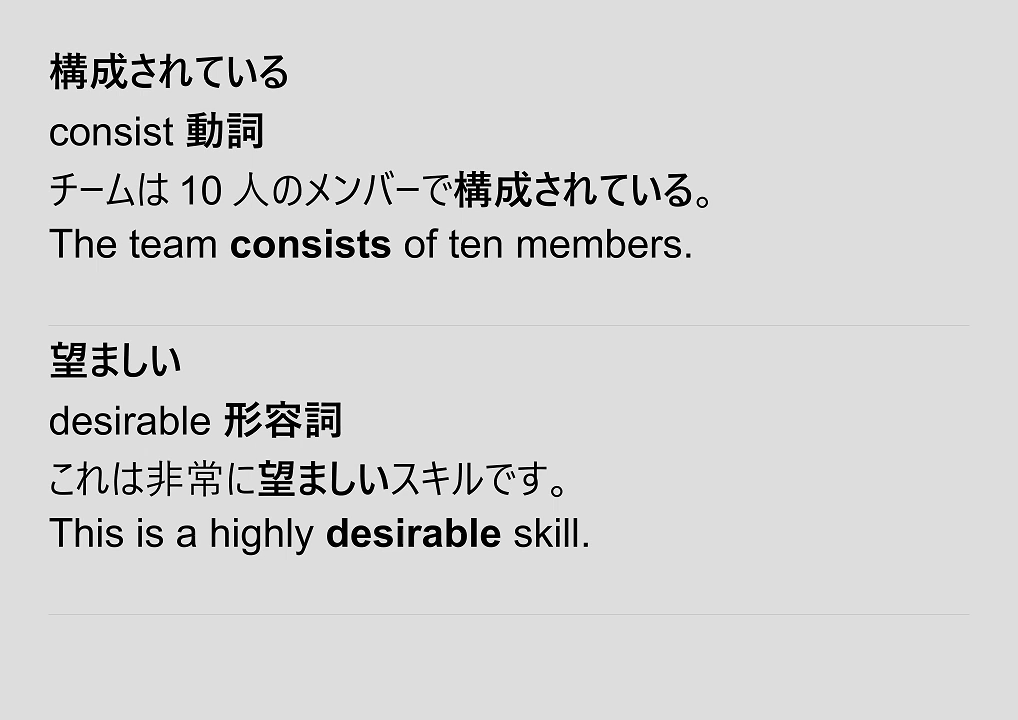 構成されている
consist 動詞
チームは 10 人のメンバーで構成されている。
The team consists of ten members.
望ましい
desirable 形容詞
これは非常に望ましいスキルです。
This is a highly desirable skill.